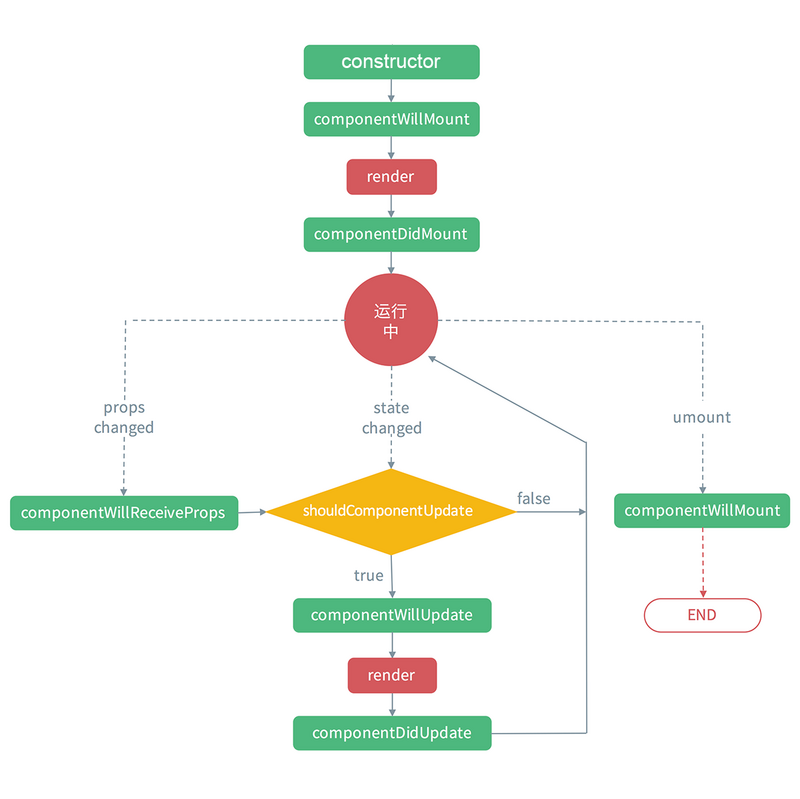 constructor
componentWillMount
render
componentDidMount
运行
中
props
changed
state
changed
umount
componentWillReceiveProps
shouldComponentUpdate
false
componentWillMount
true
componentWillUpdate
END
render
componentDidUpdate